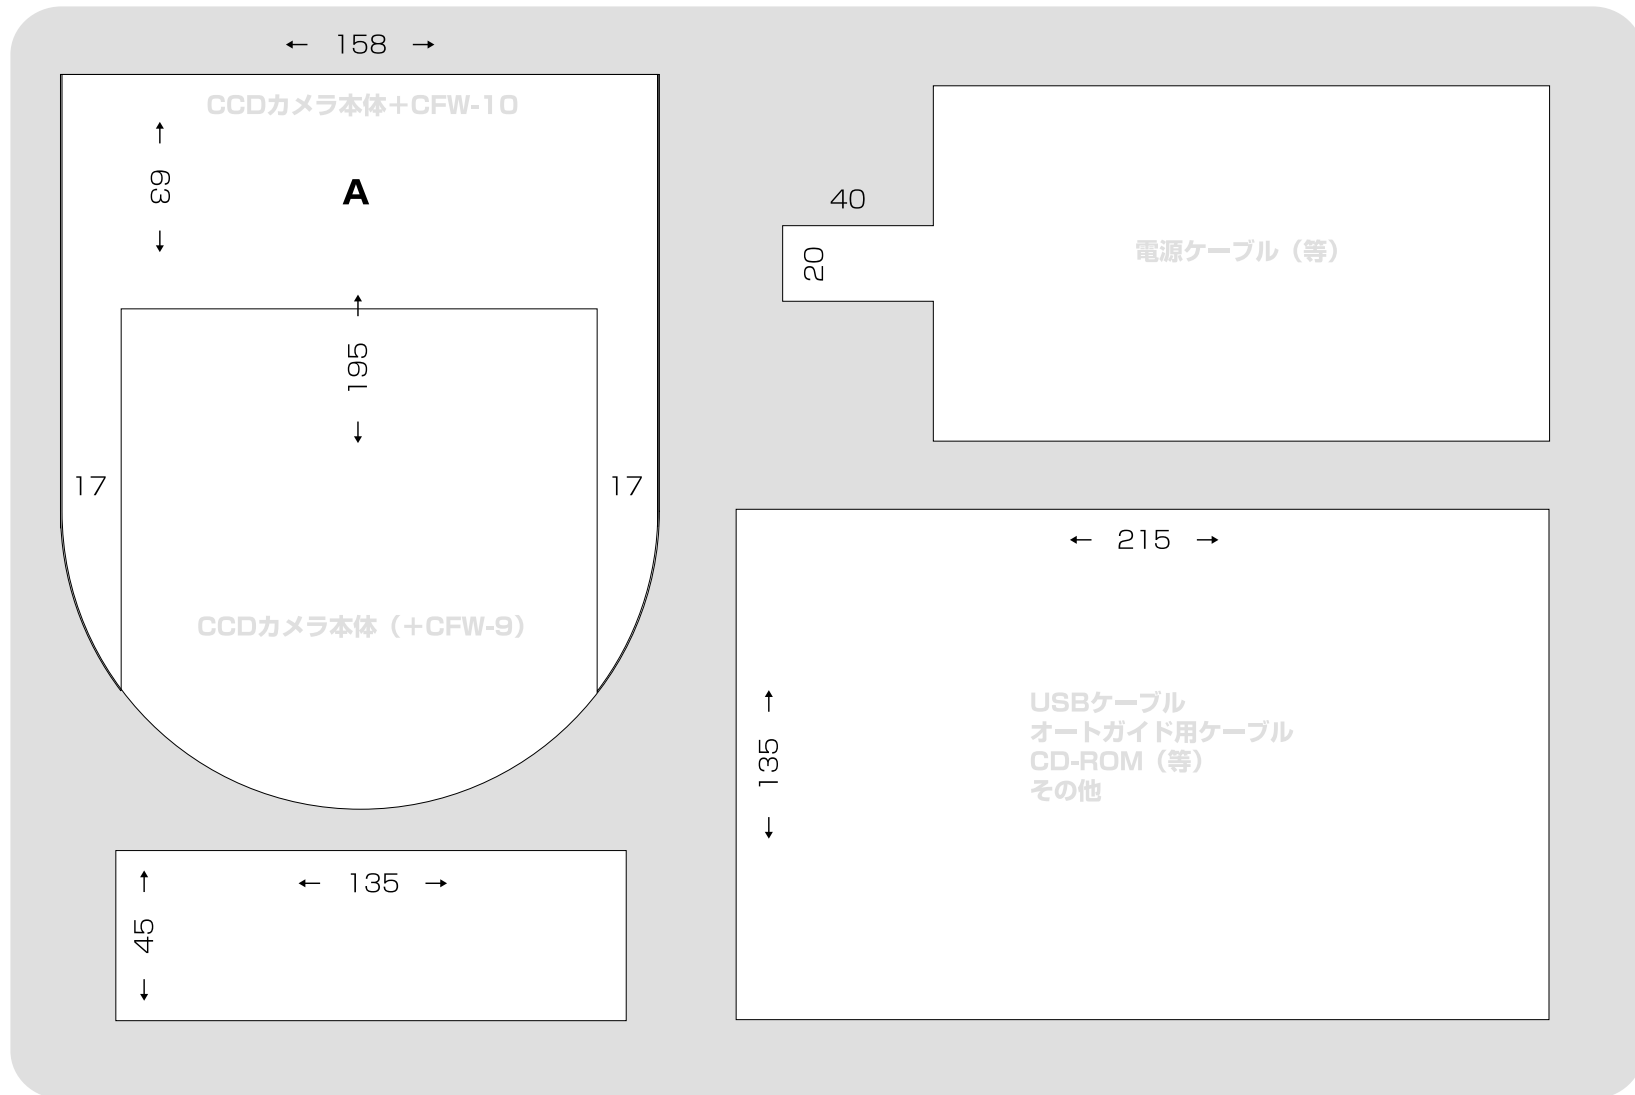 ← 158 →
CCDカメラ本体＋CFW-10
← 63 →
A
← 195 →
17
17
CCDカメラ本体（＋CFW-9）
← 135 →
← 45 →
40
20
電源ケーブル（等）
← 215 →
← 135 →
USBケーブル
オートガイド用ケーブル
CD-ROM（等）
その他